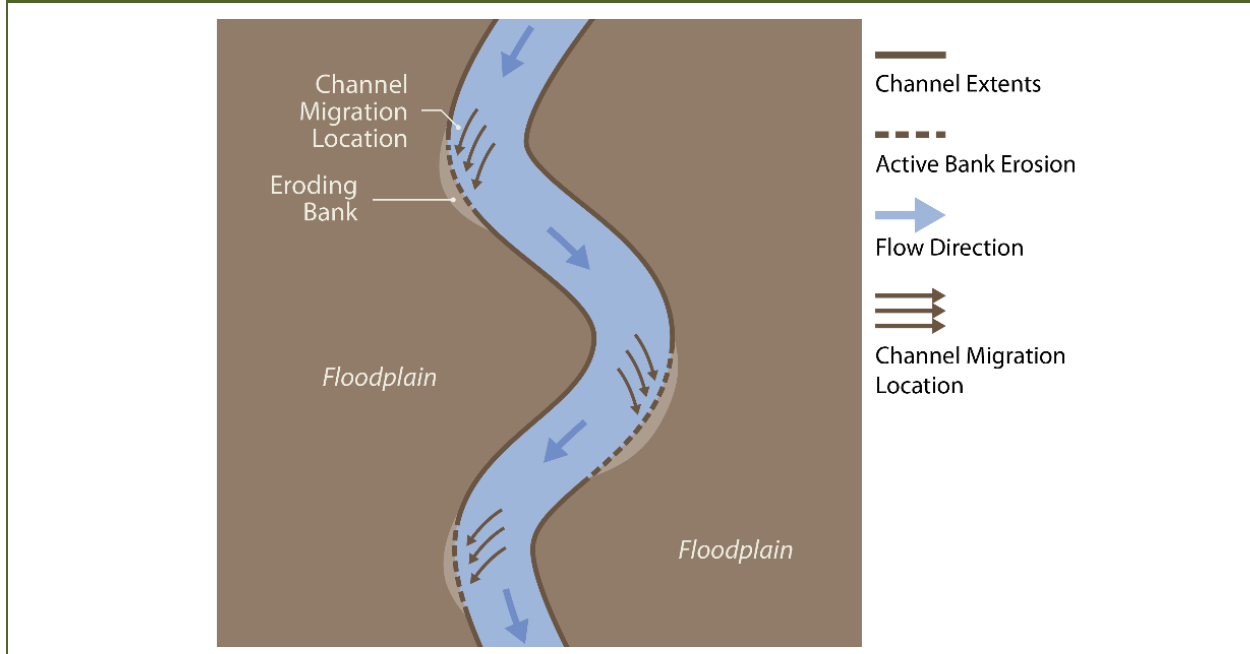 Channel
Migration
Location
Eroding
Bank
Floodplain
Floodplain
Channel Extents
Active Bank Erosion
Flow Direction
Channel Migration
Location